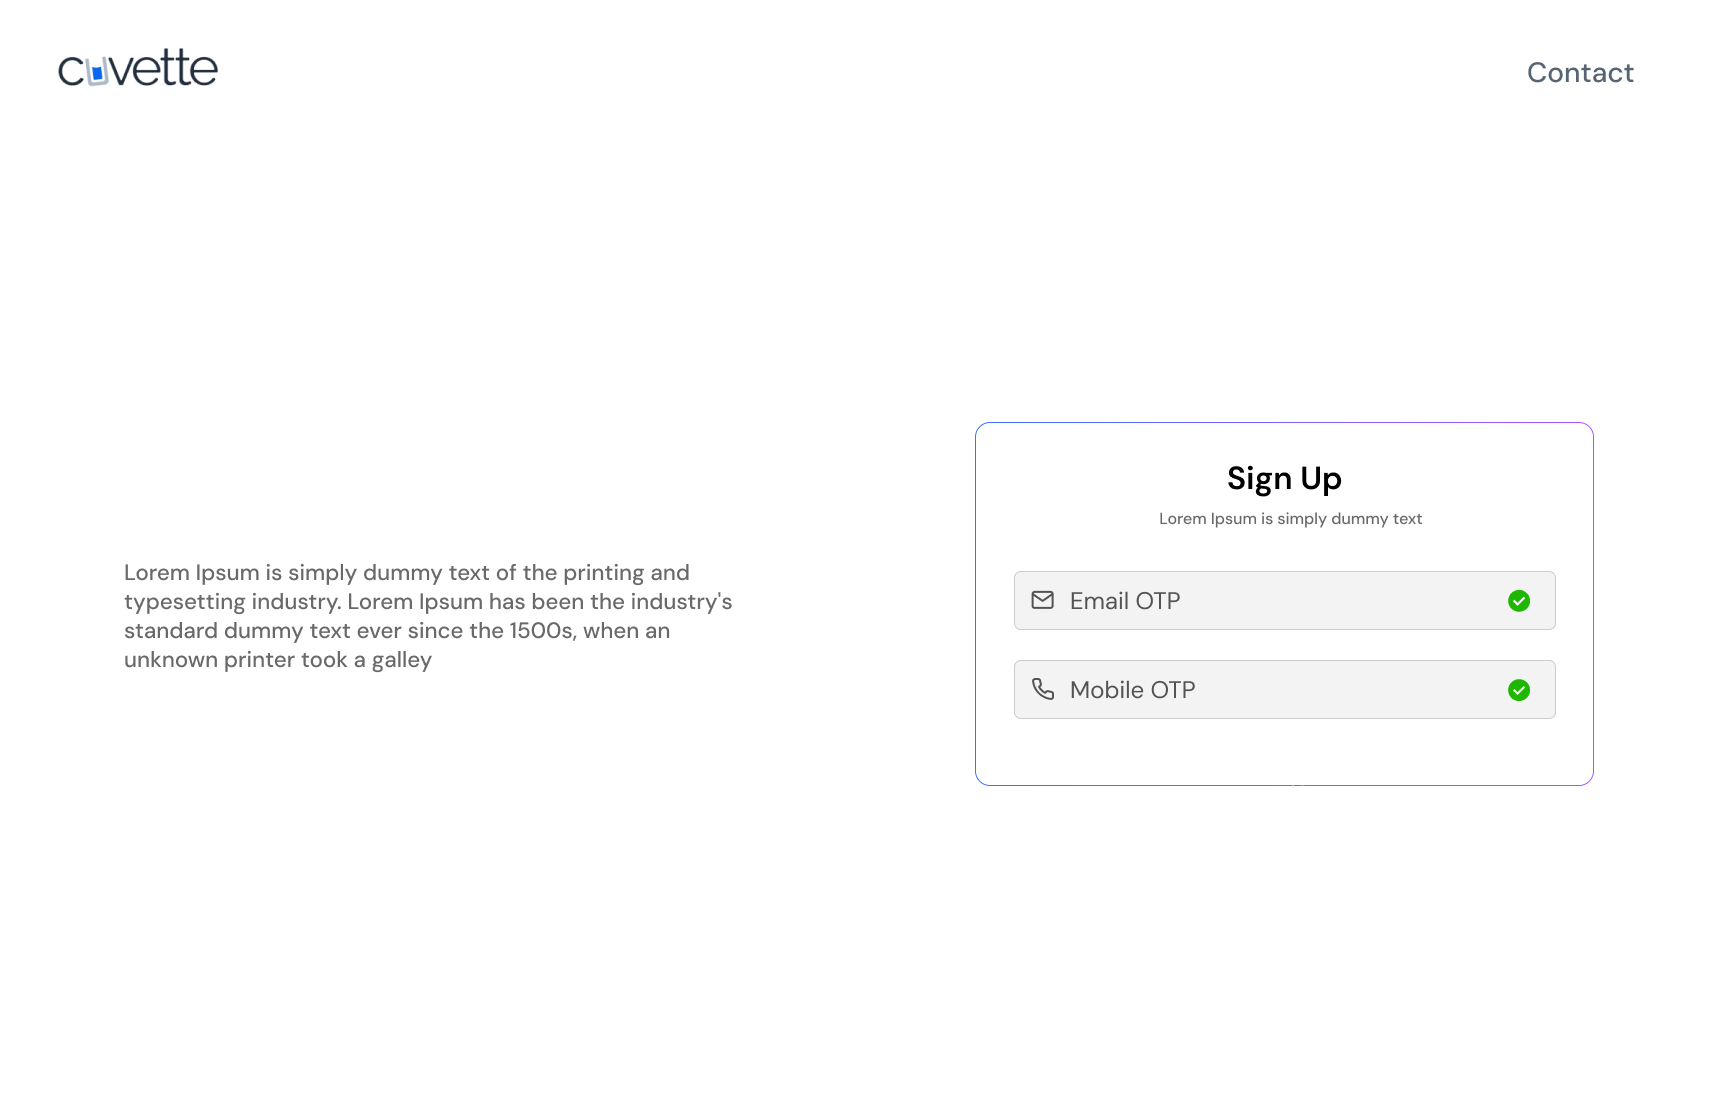 cuvette
Contact
Lorem Ipsum is simply dummy text of the printing and
typesetting industry. Lorem Ipsum has been the industry's
standard dummy text ever since the 1500s, when an
unknown printer took a galley
Sign Up
Lorem Ipsum is simply dummy text
Email OTP
Mobile OTP